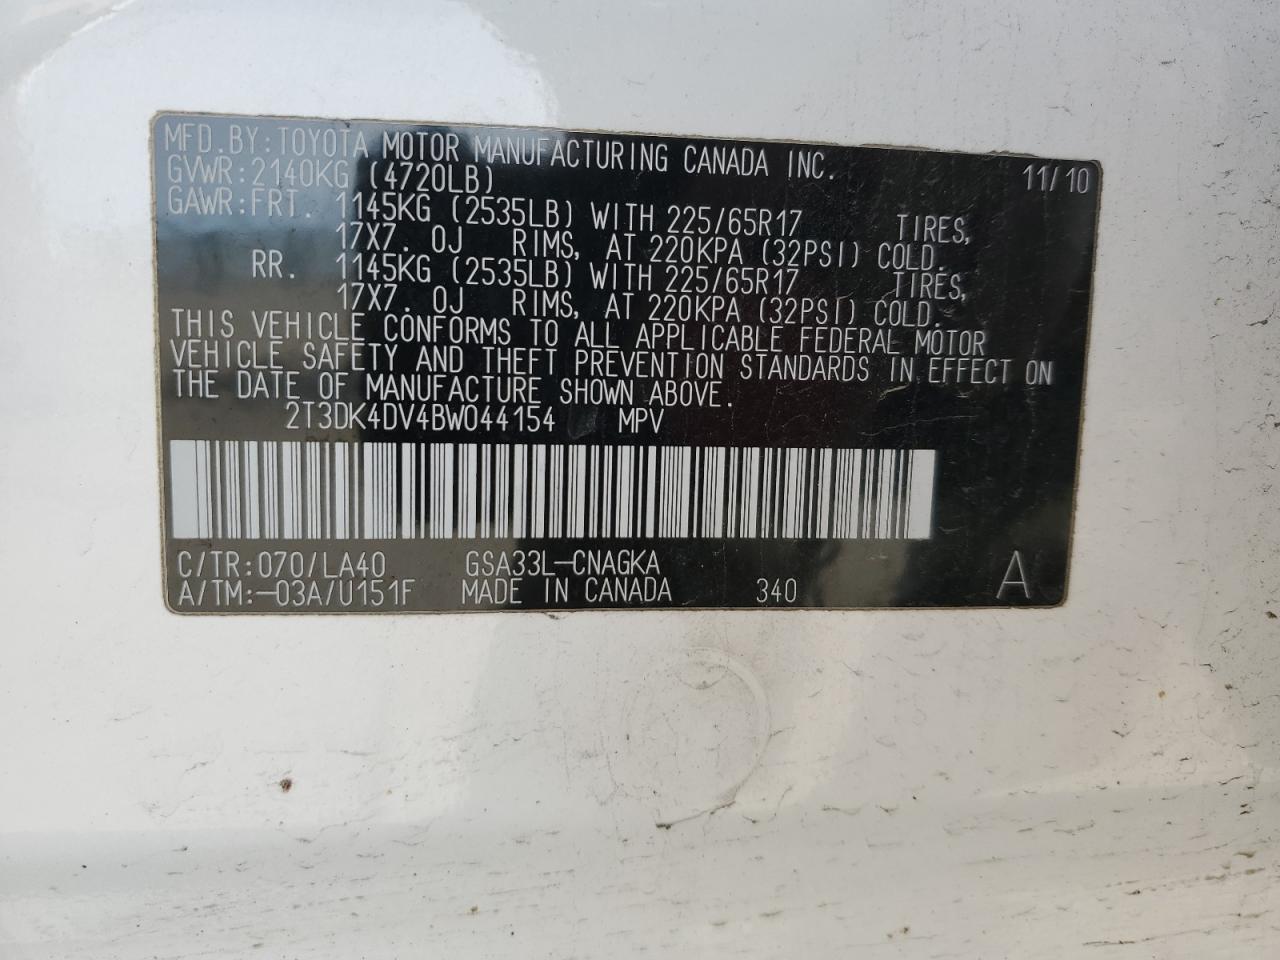 MFD.BY:TOYOTA MOTOR MANUFACTURING CANADA INC. 11/10
GVWR:2140KG (4720LB)
GAWR:FRT. 1145KG (2535LB) WITH 225/65R17 TIRES,
17X7. 0J RIMS, AT 220KPA (32PSI) COLD.
RR. 1145KG (2535LB) WITH 225/65R17 TIRES,
17X7. 0J RIMS, AT 220KPA (32PSI) COLD.
THIS VEHICLE CONFORMS TO ALL APPLICABLE FEDERAL MOTOR
VEHICLE SAFETY AND THEFT PREVENTION STANDARDS IN EFFECT ON
THE DATE OF MANUFACTURE SHOWN ABOVE.
2T3DK4DV4BW044154 MPV
C/TR:070/LA40 GSA33L-CNAGKA
A/TM:-03A/U151F MADE IN CANADA 340 A